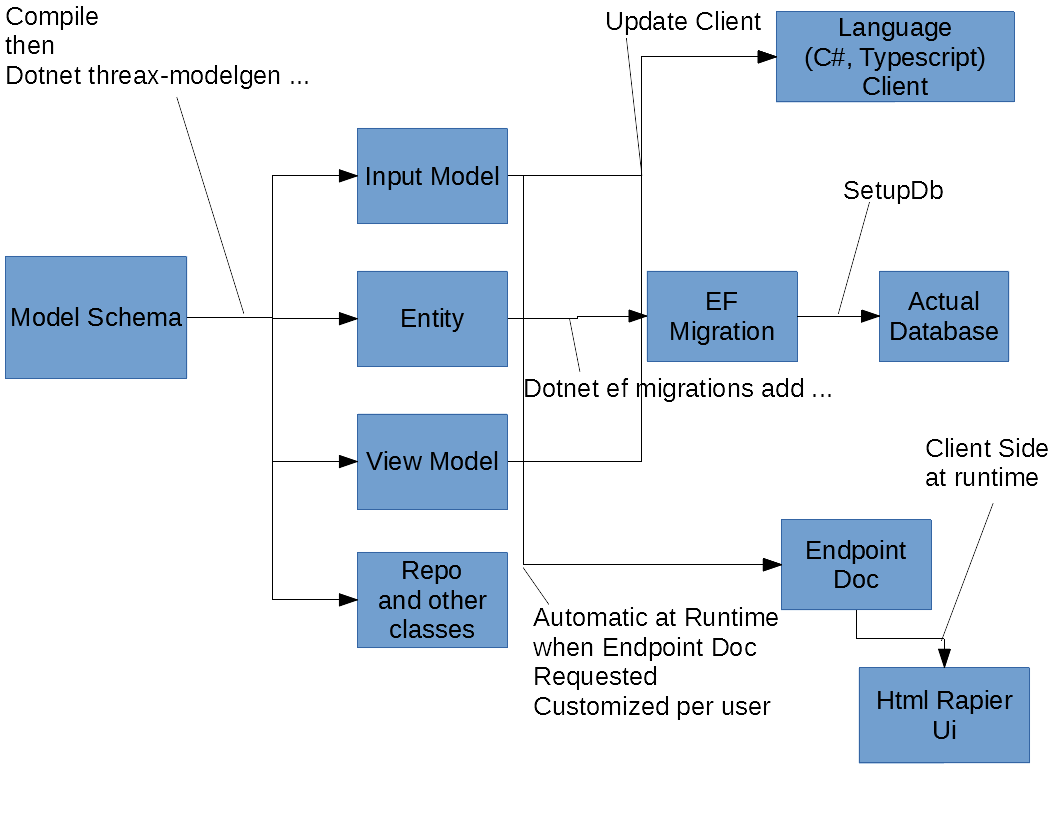 Compile
then
Dotnet threax-modelgen ...
Update Client
Language
(C#, Typescript)
Client
Input Model
SetupDb
Model Schema
Entity
EF
Migration
Actual
Database
Dotnet ef migrations add ...
View Model
Client Side
at runtime
Repo
and other
classes
Endpoint
Doc
Automatic at Runtime
when Endpoint Doc
Requested
Customized per user
Html Rapier
Ui